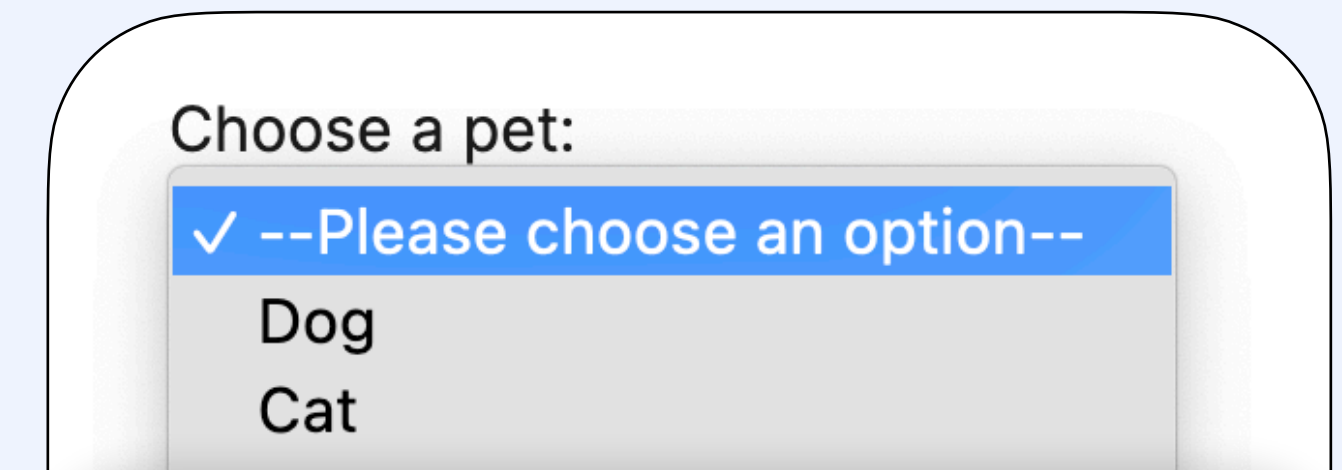 Choose a pet:
✓ --Please choose an option--
Dog
Cat